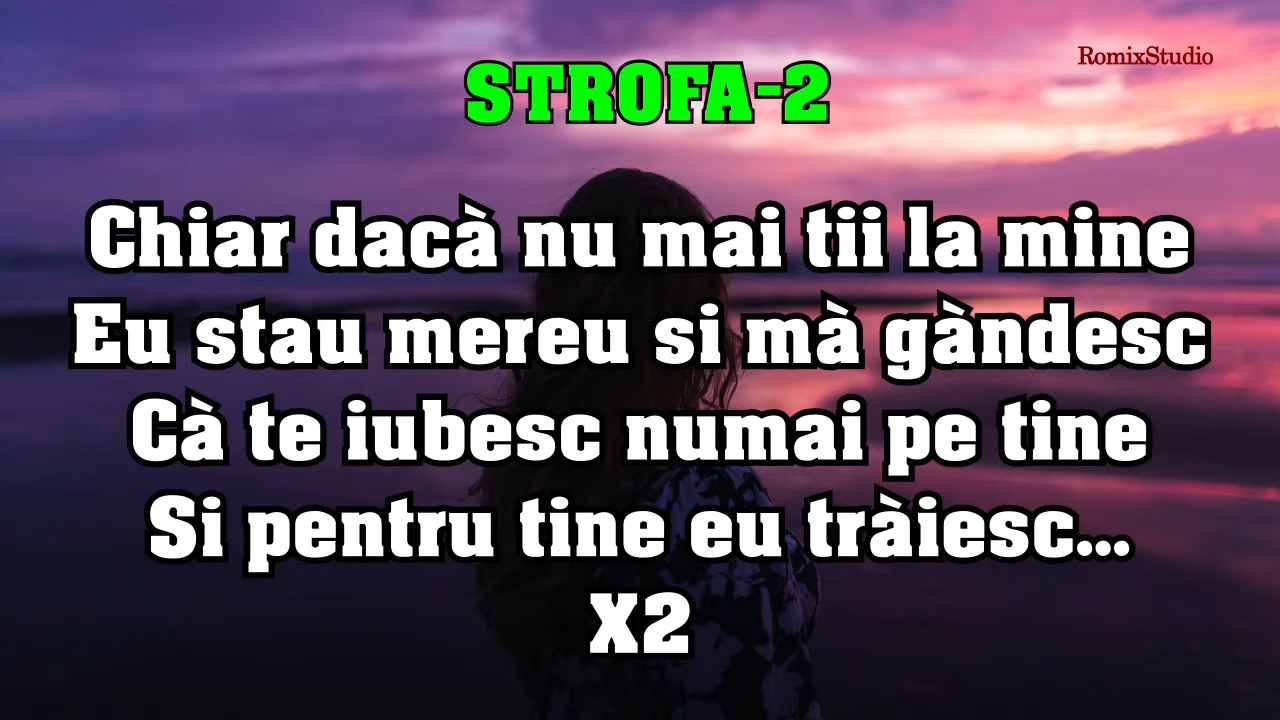 RomixStudio
STROFA-2
Chiar dacà nu mai tii la mine
Eu stau mereu si mà gàndesc
Cà te iubesc numai pe tine
Si pentru tine eu tràiesc...
X2